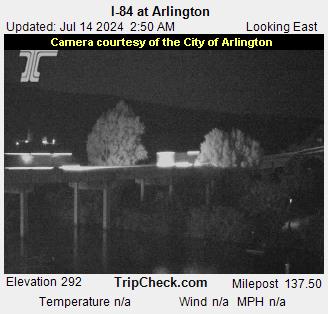 I-84 at Arlington
Updated: Jul 14 2024 2:50 AM Looking East
Camera courtesy of the City of Arlington
Elevation 292 TripCheck.com Milepost 137.50
Temperature n/a Wind n/a MPH n/a